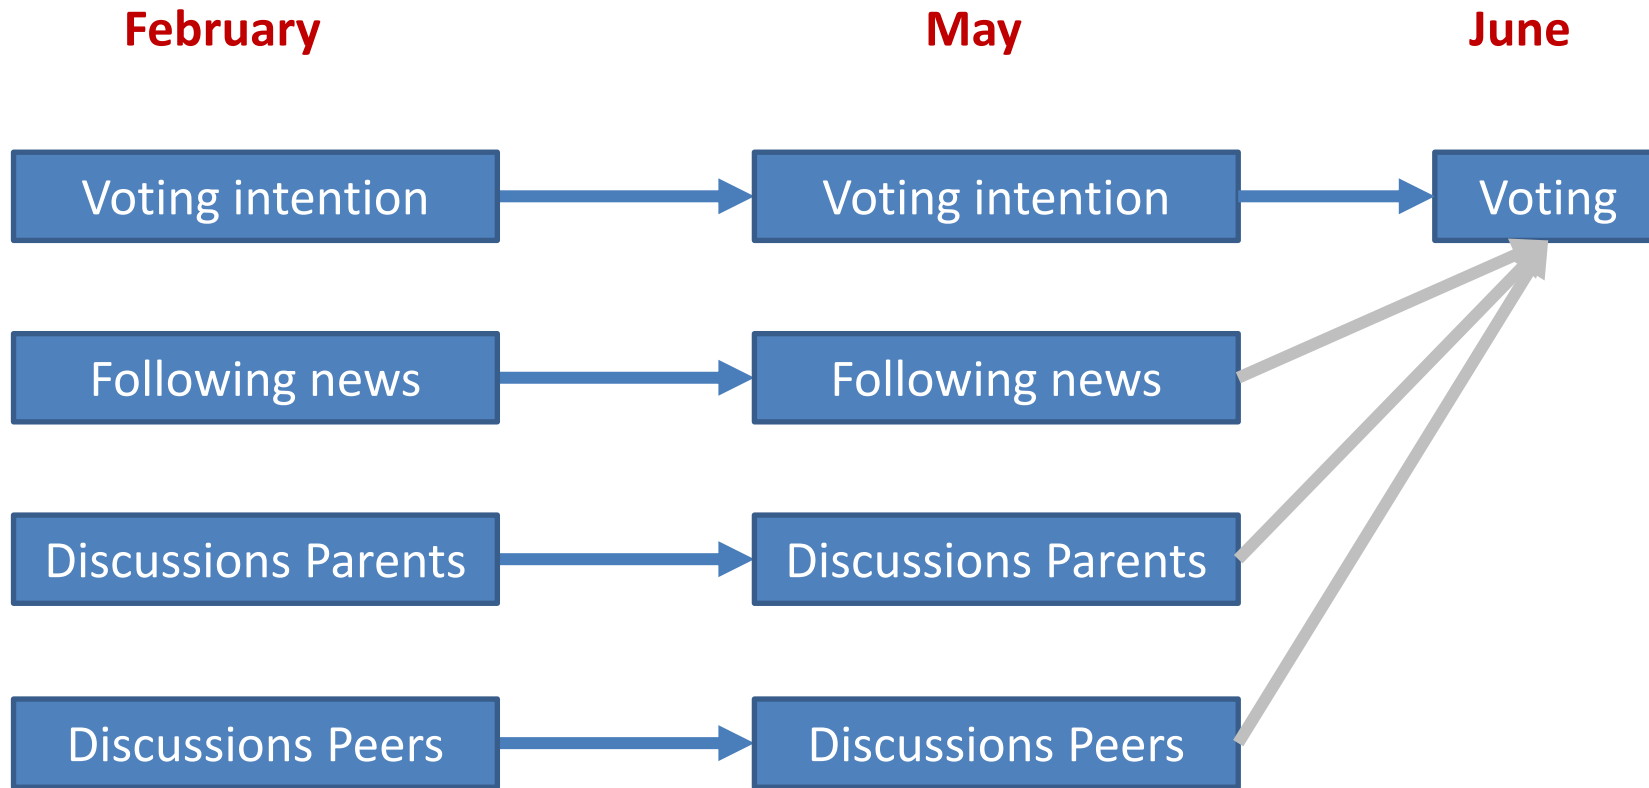 February
May
June
Voting intention
Voting intention
Voting
Following news
Following news
Discussions Parents
Discussions Parents
Discussions Peers
Discussions Peers